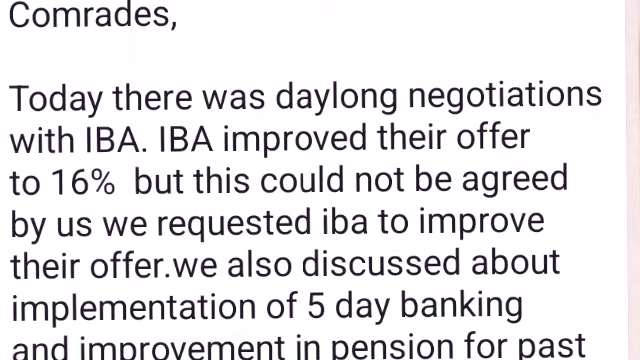 Comrades,
Today there was daylong negotiations
with IBA. IBA improved their offer
to 16%  but this could not be agreed
by us we requested iba to improve
their offer.we also discussed about
implementation of 5 day banking
and improvement in pension for past